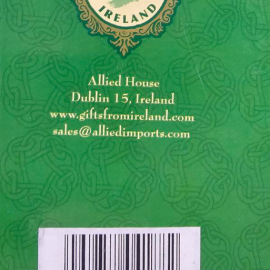 IRELAND
Allied House
Dublin 15, Ireland
www.giftsfromireland.com
sales@alliedimports.com